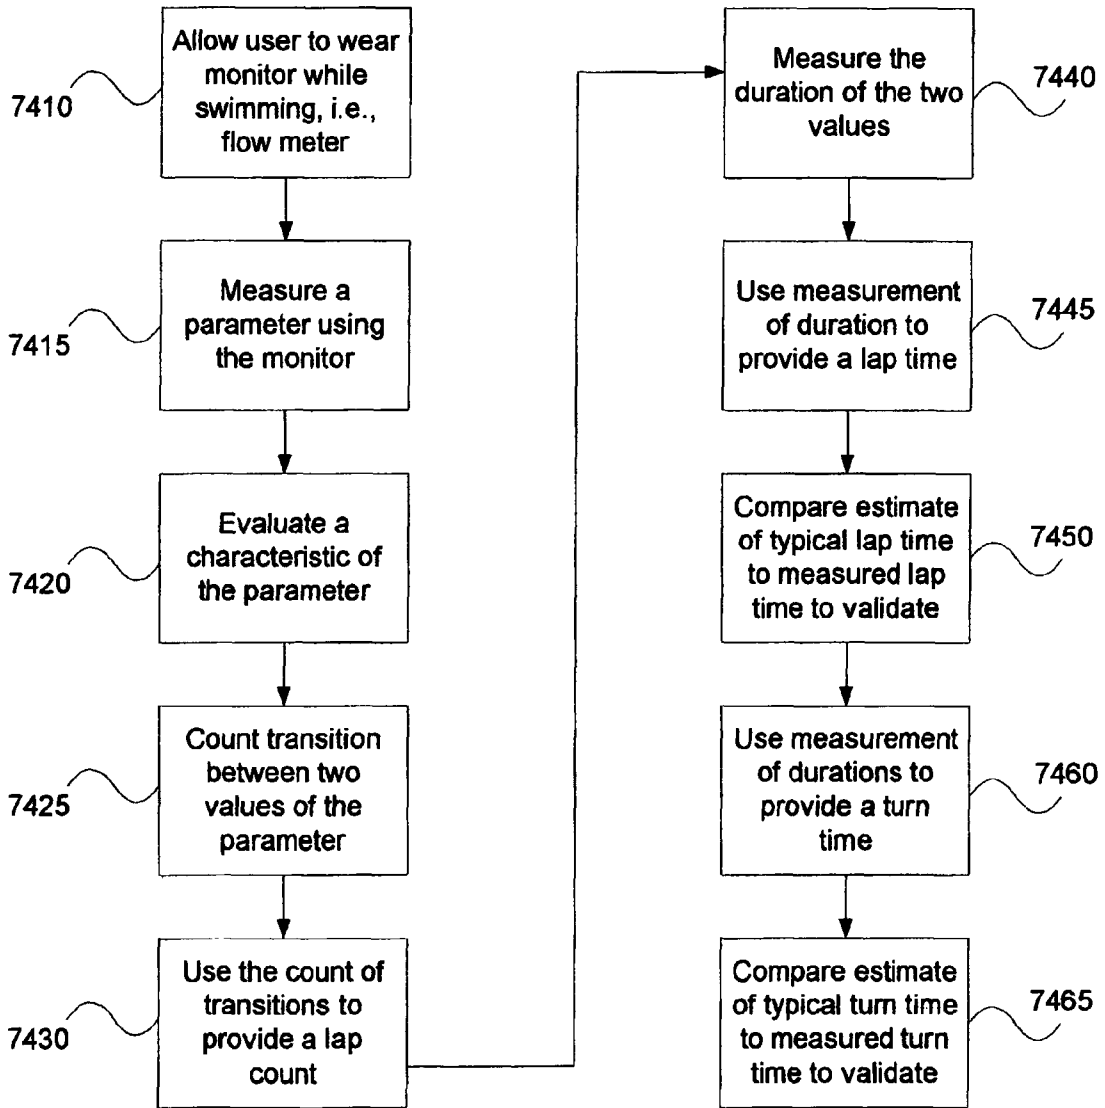 Allow user to wear
monitor while
swimming, i.e.,
flow meter
7410
Measure a
parameter using
the monitor
7415
Evaluate a
characteristic of
the parameter
7420
Count transition
between two
values of the
parameter
7425
Use the count of
transitions to
provide a lap
count
7430
Measure the
duration of the two
values
7440
Use measurement
of duration to
provide a lap time
7445
Compare estimate
of typical lap time
to measured lap
time to validate
7450
Use measurement
of durations to
provide a turn
time
7460
Compare estimate
of typical turn time
to measured turn
time to validate
7465